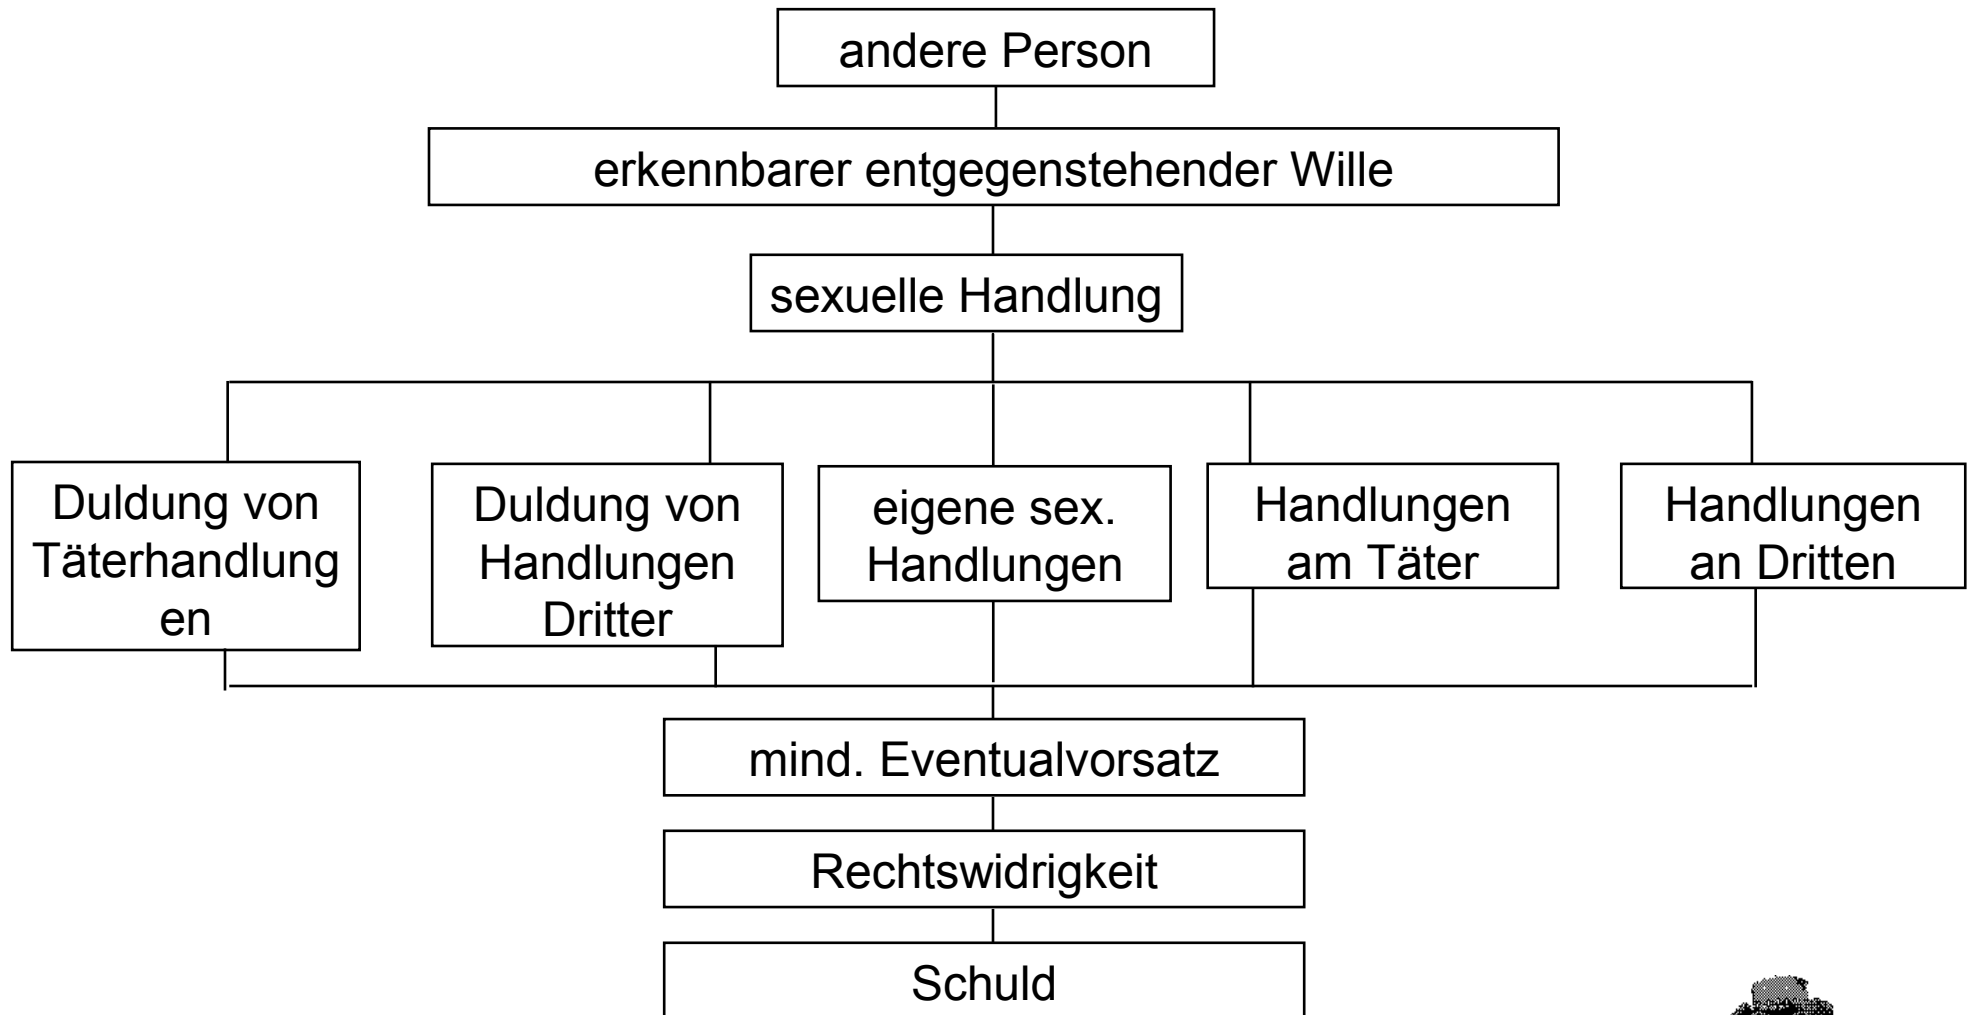 andere Person
erkennbarer entgegenstehender Wille
sexuelle Handlung
Duldung von
Täterhandlung
en
Duldung von
Handlungen
Dritter
eigene sex.
Handlungen
Handlungen
am Täter
Handlungen
an Dritten
mind. Eventualvorsatz
Rechtswidrigkeit
Schuld